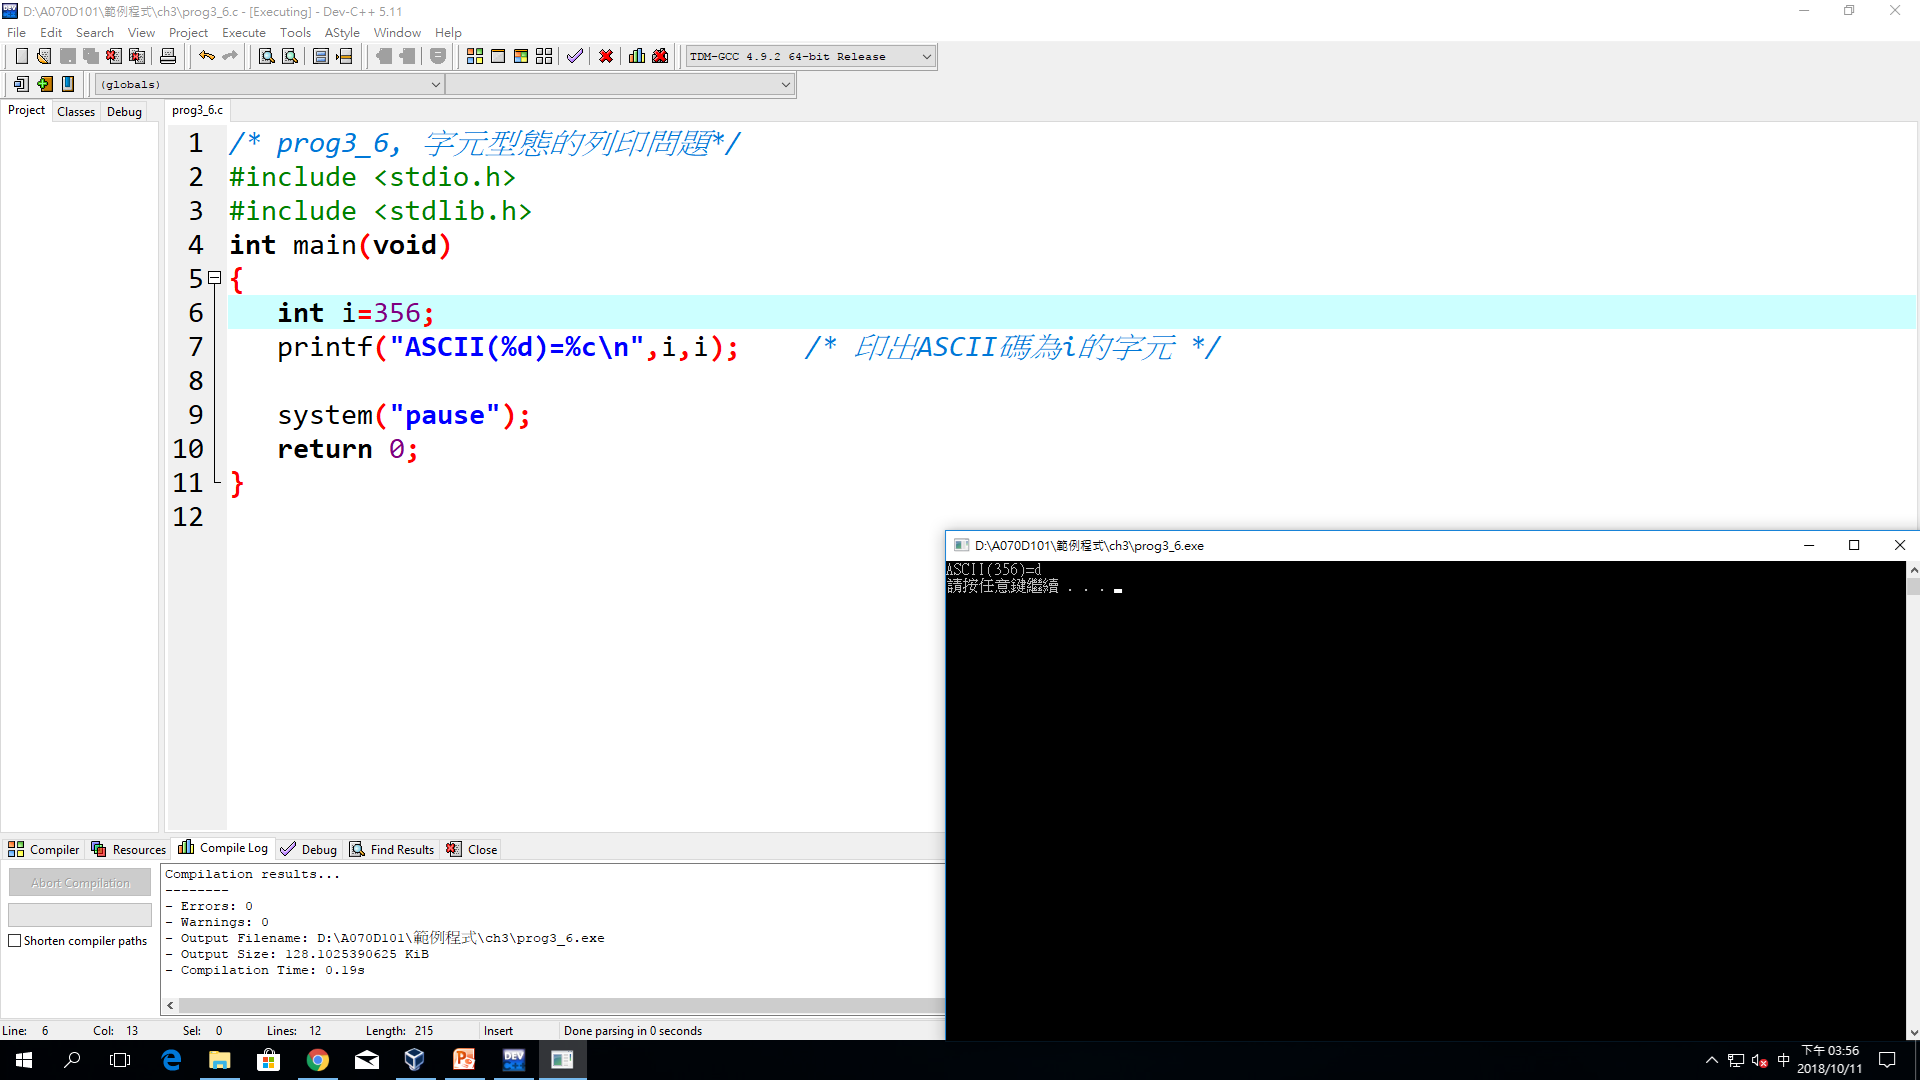 D:\A070D101\範例程式\ch3\prog3_6.c - [Executing] - Dev-C++ 5.11
File Edit Search View Project Execute Tools AStyle Window Help
TDM-GCC 4.9.2 64-bit Release
(globals)
Project Classes Debug
prog3_6.c
1 /* prog3_6, 字元型態的列印問題*/
2 #include <stdio.h>
3 #include <stdlib.h>
4 int main(void)
5 {
6 int i=356;
7 printf("ASCII(%d)=%c\n",i,i); /* 印出ASCII碼為i的字元 */
8
9 system("pause");
10 return 0;
11 }
12
D:\A070D101\範例程式\ch3\prog3_6.exe
ASCII(356)=d
請按任意鍵繼續 . . .
Compiler Resources Compile Log Debug Find Results Close
Abort Compilation
Shorten compiler paths
Compilation results...
--------
- Errors: 0
- Warnings: 0
- Output Filename: D:\A070D101\範例程式\ch3\prog3_6.exe
- Output Size: 128.1025390625 KiB
- Compilation Time: 0.19s
Line: 6 Col: 13 Sel: 0 Lines: 12 Length: 215 Insert Done parsing in 0 seconds
DEV
中
下午 03:56
2018/10/11